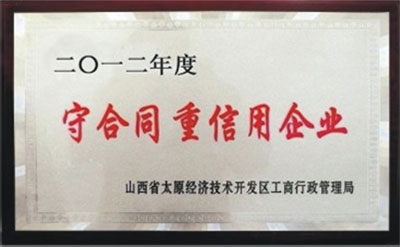 二〇一二年度
守合同 重信用企业
山西省太原经济技术开发区工商行政管理局